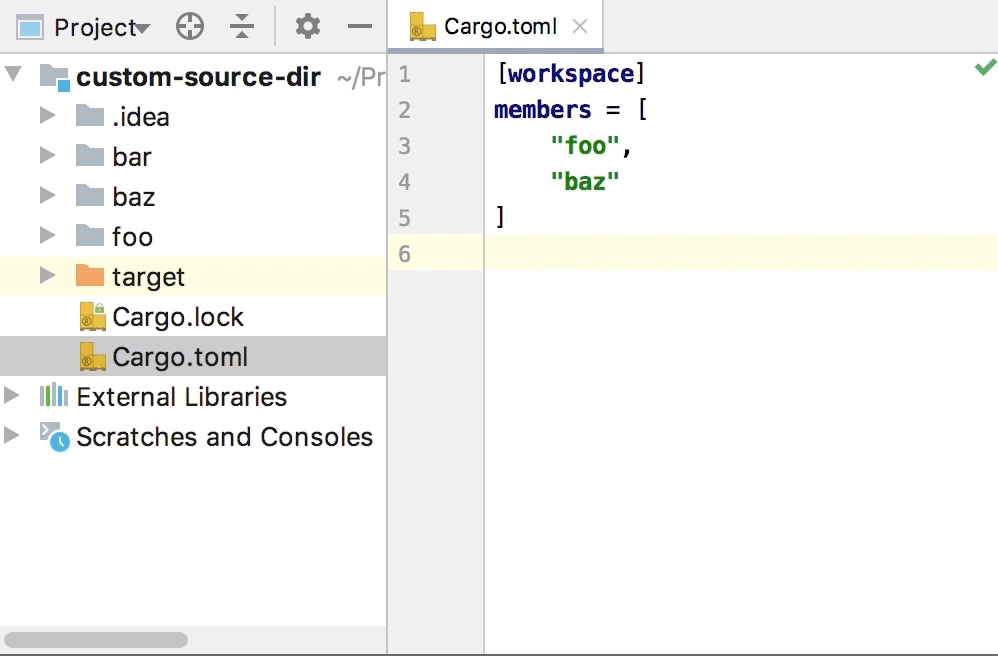 Project
Cargo.toml
custom-source-dir ~/Pr
.idea
bar
baz
foo
target
Cargo.lock
Cargo.toml
External Libraries
Scratches and Consoles
1 [workspace]
2 members = [
3 "foo",
4 "baz"
5 ]
6